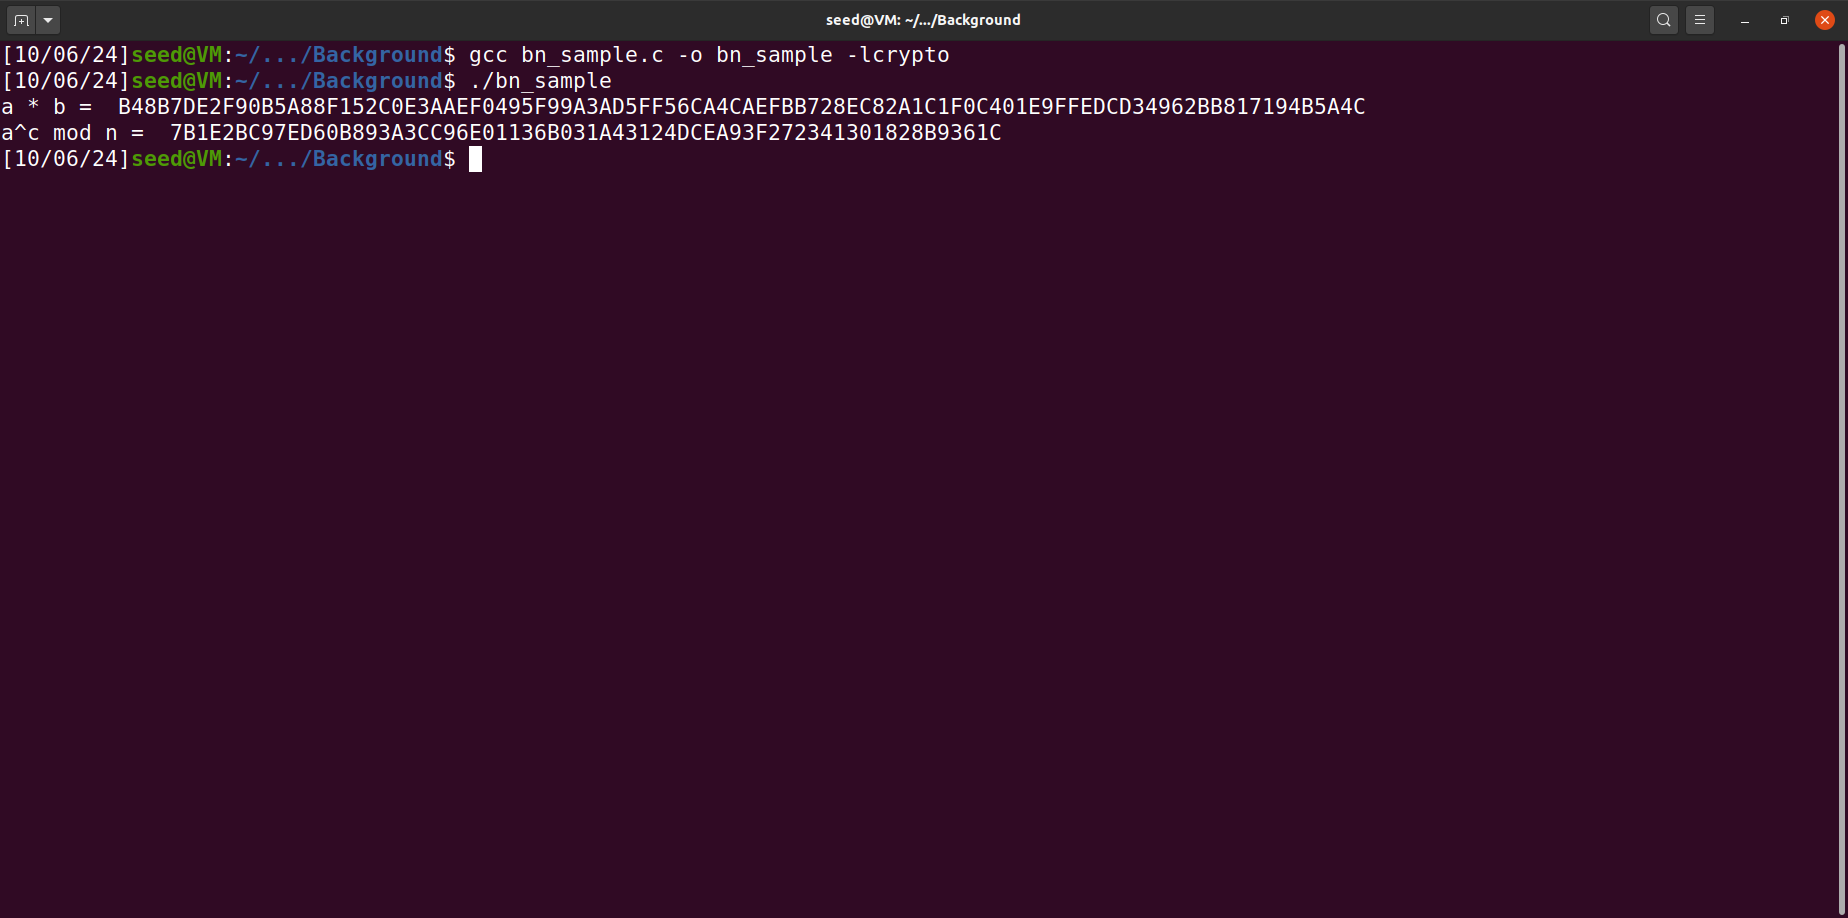 seed@VM: ~/.../Background
[10/06/24]seed@VM:~/.../Background$ gcc bn_sample.c -o bn_sample -lcrypto
[10/06/24]seed@VM:~/.../Background$ ./bn_sample
a * b =  B48B7DE2F90B5A88F152C0E3AAEF0495F99A3AD5FF56CA4CAEFBB728EC82A1C1F0C401E9FFEDCD34962BB817194B5A4C
a^c mod n =  7B1E2BC97ED60B893A3CC96E01136B031A43124DCEA93F272341301828B9361C
[10/06/24]seed@VM:~/.../Background$